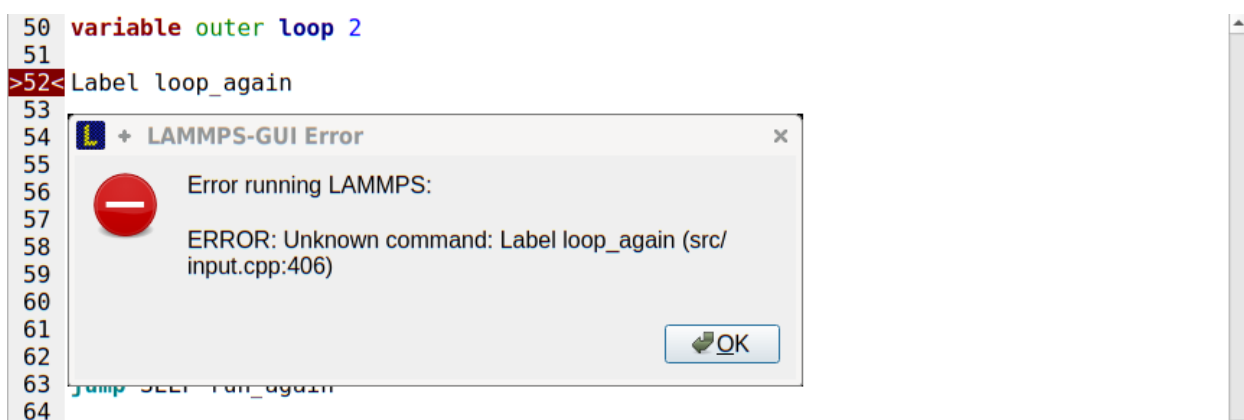 50 variable outer loop 2
51
>52< Label loop_again
53
54 + LAMMPS-GUI Error
55
Error running LAMMPS:
56
57
58 ERROR: Unknown command: Label loop_again (src/
59 input.cpp:406)
60
61
OK
62
63 jump SELF run_again
64